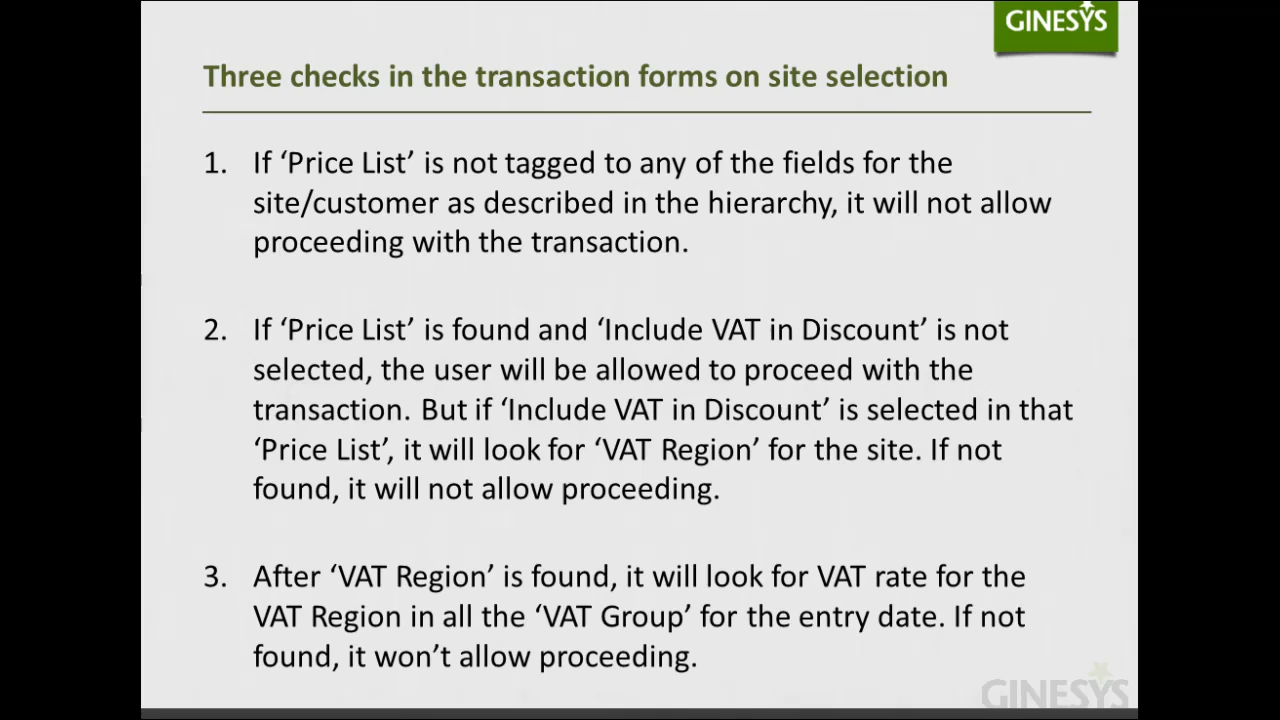 GINESYS
Three checks in the transaction forms on site selection
1. If ‘Price List’ is not tagged to any of the fields for the
site/customer as described in the hierarchy, it will not allow
proceeding with the transaction.
2. If ‘Price List’ is found and ‘Include VAT in Discount’ is not
selected, the user will be allowed to proceed with the
transaction. But if ‘Include VAT in Discount’ is selected in that
‘Price List’, it will look for ‘VAT Region’ for the site. If not
found, it will not allow proceeding.
3. After ‘VAT Region’ is found, it will look for VAT rate for the
VAT Region in all the ‘VAT Group’ for the entry date. If not
found, it won’t allow proceeding.
GINESYS